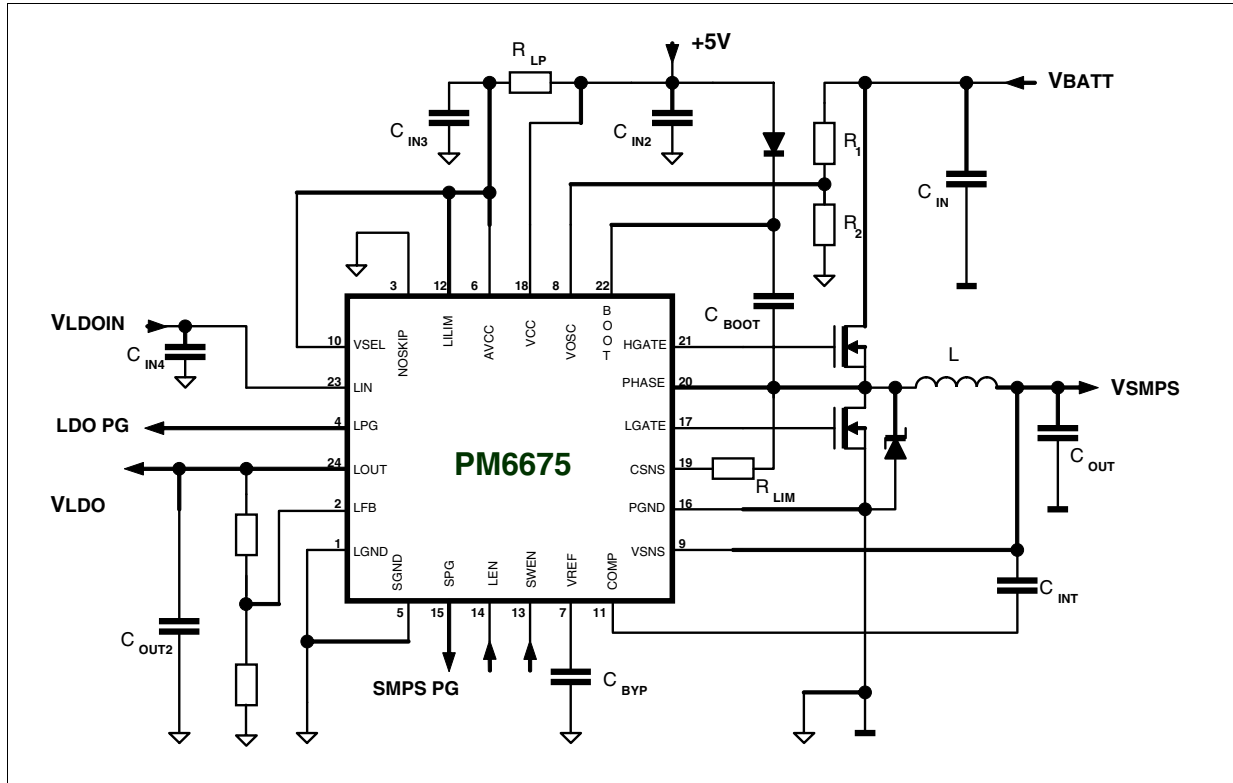 +5V
R LP
VBATT
C IN3
C IN2
R 1
C IN
R 2
3
12
6
18
8
22
C BOOT
VLDOIN
C IN4
10
VSEL
NOSKIP
LILIM
AVCC
VCC
VOSC
BOOT
HGATE
21
L
23
LIN
PHASE
20
VSMPS
LDO PG
4
LPG
LGATE
17
PM6675
24
LOUT
CSNS
19
R LIM
C OUT
VLDO
2
LFB
PGND
16
1
LGND
VSNS
9
SGND
SPG
LEN
SWEN
VREF
COMP
C INT
5
15
14
13
7
11
C OUT2
SMPS PG
C BYP